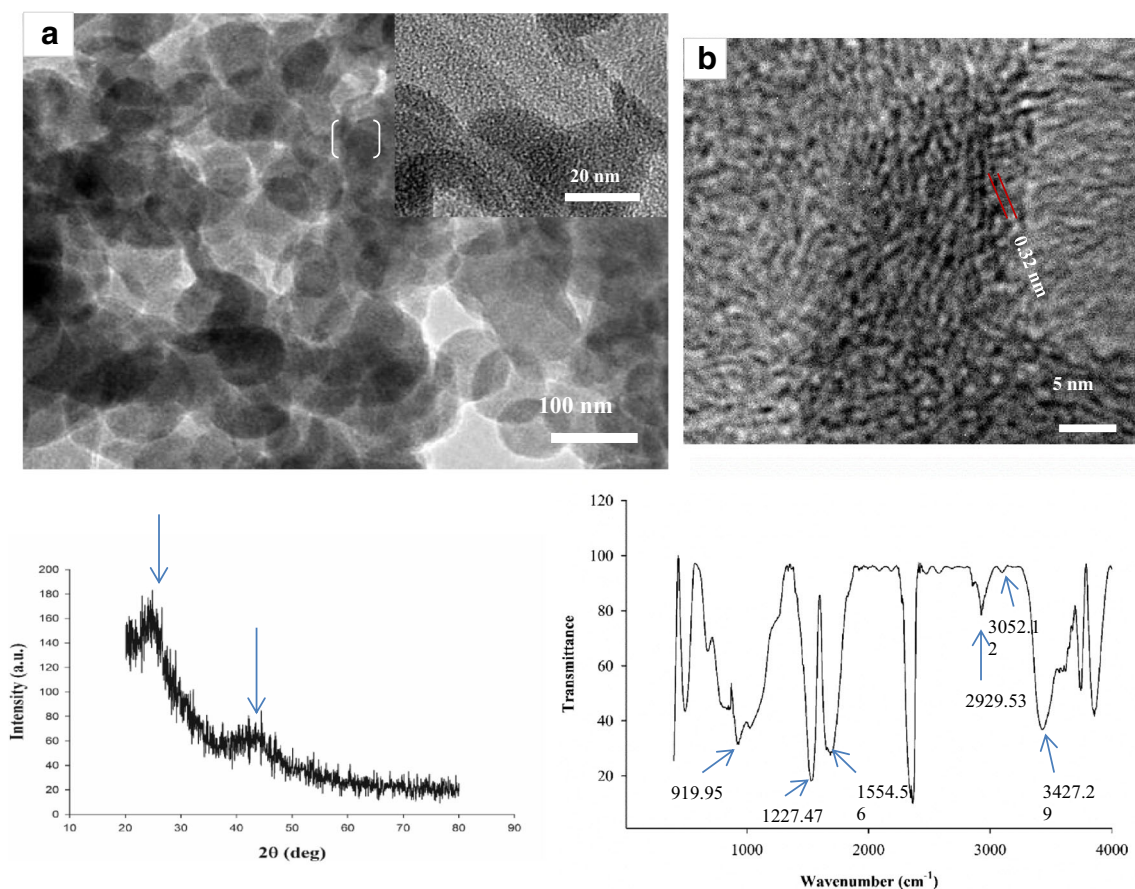 a
20 nm
100 nm
b
0.32 nm
5 nm
Intensity (a.u.)
200
180
160
140
120
100
80
60
40
20
0
10 20 30 40 50 60 70 80 90
2θ (deg)
Transmittance
120
100
80
60
40
20
3052.1
2
2929.53
919.95
1227.47
1554.5
6
3427.2
9
1000 2000 3000 4000
Wavenumber (cm-1)